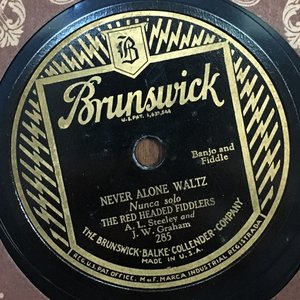 B
Brunswick
U.S. PAT. 1,637,544
Banjo and
Fiddle
NEVER ALONE WALTZ
Nunca solo
THE RED HEADED FIDDLERS
A. L. Steeley and
J. W. Graham
285
THE BRUNSWICK-BALKE-COLLENDER-COMPANY
MADE IN U.S.A.
REG. U.S. PAT. OFFICE. M. de F. MARCA INDUSTRIAL REGISTRADA